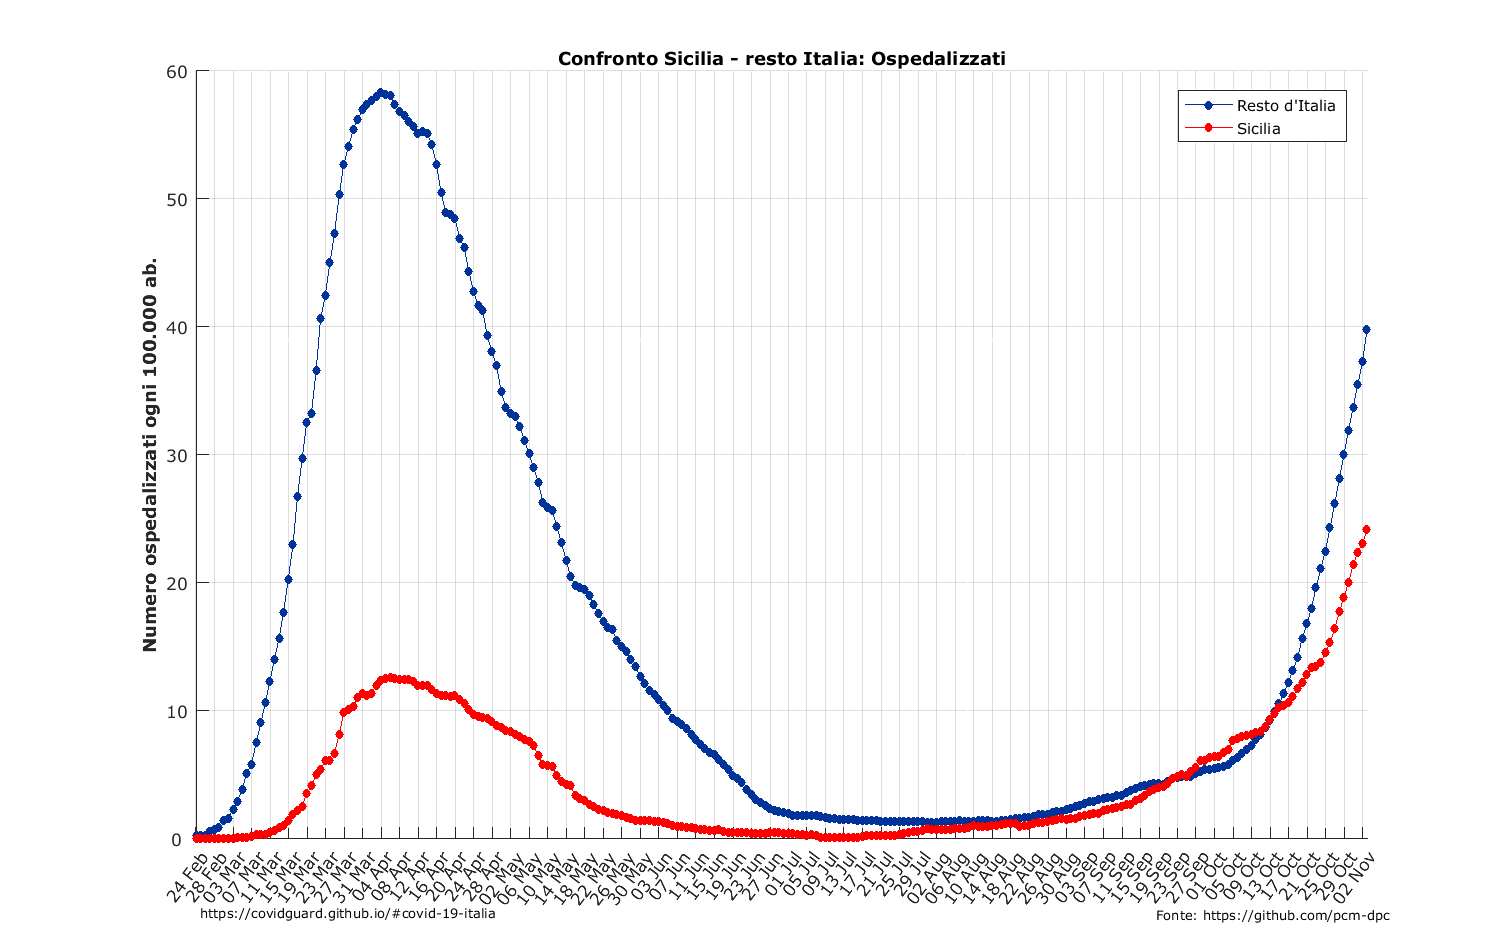 Confronto Sicilia - resto Italia: Ospedalizzati
Numero ospedalizzati ogni 100.000 ab.
60
50
40
30
20
10
0
Resto d'Italia
Sicilia
24 Feb
28 Feb
03 Mar
07 Mar
11 Mar
15 Mar
19 Mar
23 Mar
27 Mar
31 Mar
04 Apr
08 Apr
12 Apr
16 Apr
20 Apr
24 Apr
28 Apr
02 May
06 May
10 May
14 May
18 May
22 May
26 May
30 May
03 Jun
07 Jun
11 Jun
15 Jun
19 Jun
23 Jun
27 Jun
01 Jul
05 Jul
09 Jul
13 Jul
17 Jul
21 Jul
25 Jul
29 Jul
02 Aug
06 Aug
10 Aug
14 Aug
18 Aug
22 Aug
26 Aug
30 Aug
03 Sep
07 Sep
11 Sep
15 Sep
19 Sep
23 Sep
27 Sep
01 Oct
05 Oct
09 Oct
13 Oct
17 Oct
21 Oct
25 Oct
29 Oct
02 Nov
https://covidguard.github.io/#covid-19-italia
Fonte: https://github.com/pcm-dpc